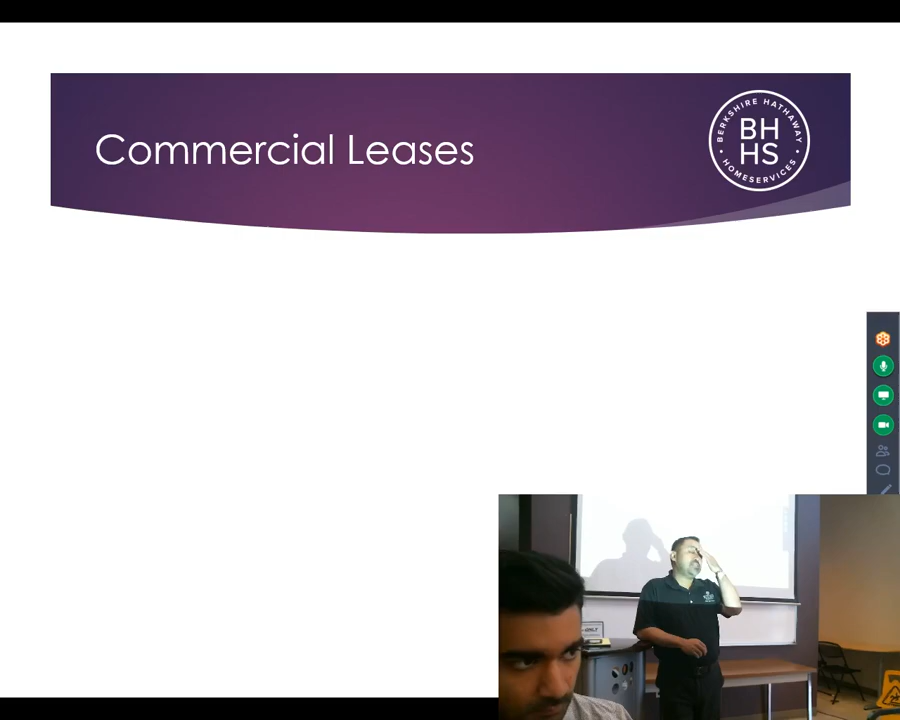 Commercial Leases
BERKSHIRE HATHAWAY
BH
HS
HOMESERVICES